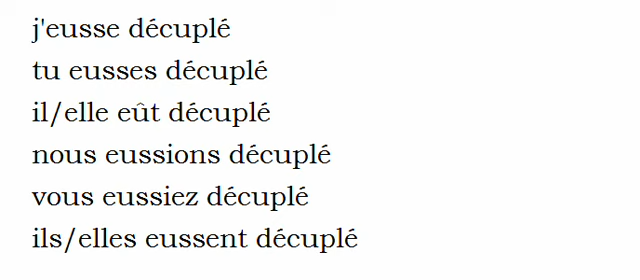 j'eusse décuplé
tu eusses décuplé
il/elle eût décuplé
nous eussions décuplé
vous eussiez décuplé
ils/elles eussent décuplé